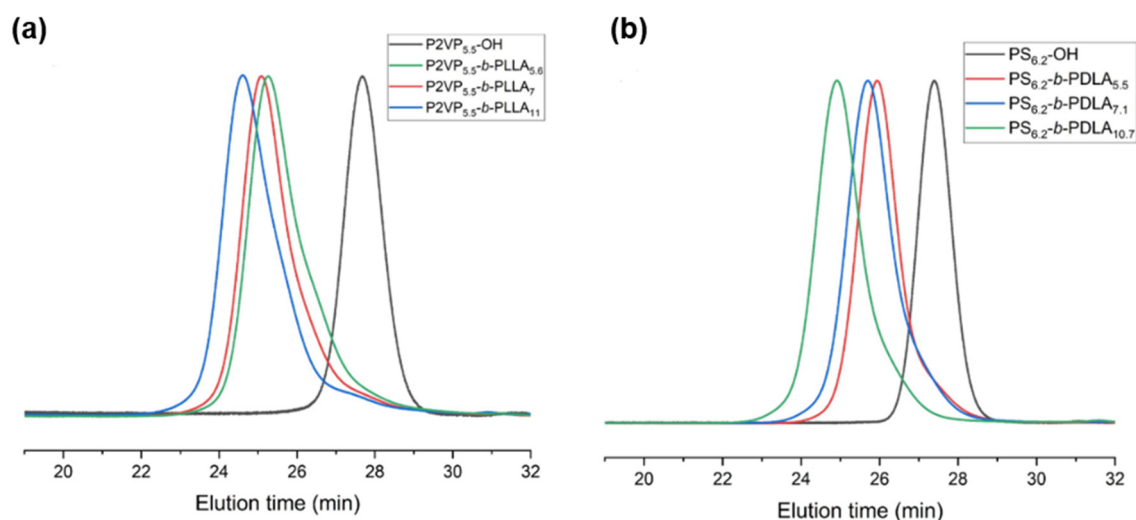 (a)
P2VP5.5-OH
P2VP5.5-b-PLLA5.6
P2VP5.5-b-PLLA7
P2VP5.5-b-PLLA11
20 22 24 26 28 30 32
Elution time (min)
(b)
PS6.2-OH
PS6.2-b-PDLA5.5
PS6.2-b-PDLA7.1
PS6.2-b-PDLA10.7
20 22 24 26 28 30 32
Elution time (min)